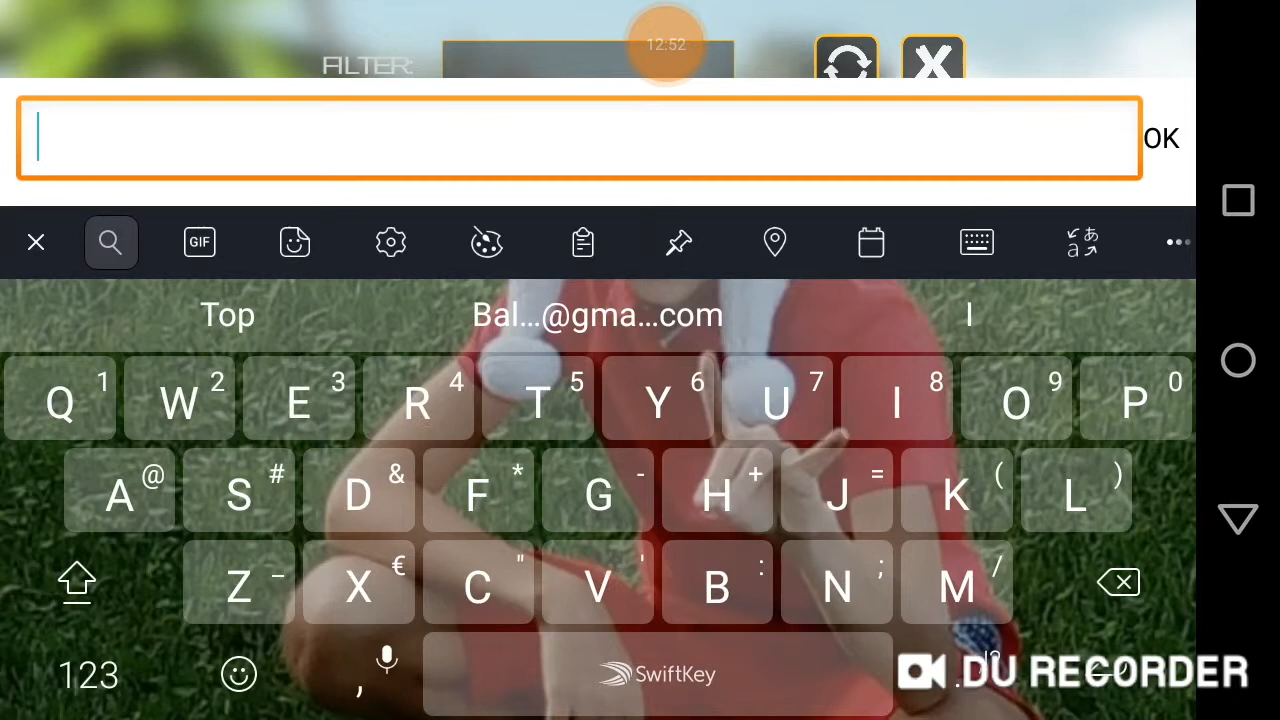 12:52
FILTER:
OK
GIF
Top Bal...@gma...com I
Q 1 W 2 E 3 R 4 T 5 Y 6 U 7 I 8 O 9 P 0
A @ S # D & F * G - H + J = K ( L )
Z _ X € C " V ' B : N ; M /
123 , SwiftKey . !?
DU RECORDER